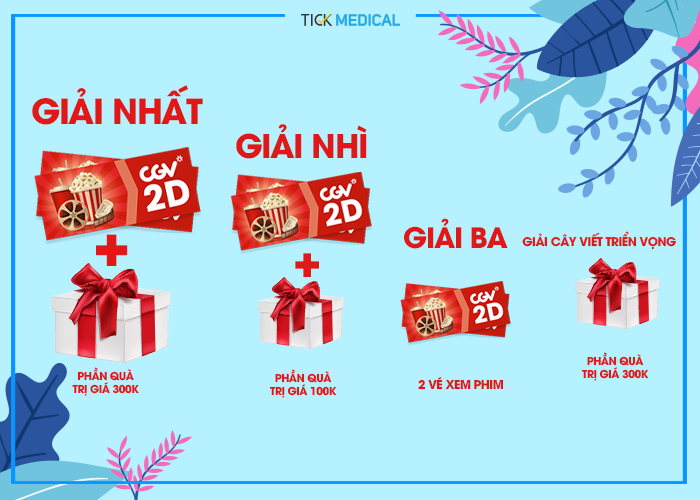 TICK MEDICAL
GIẢI NHẤT
CGV
2D
PHẦN QUÀ
TRỊ GIÁ 300K
GIẢI NHÌ
CGV
2D
PHẦN QUÀ
TRỊ GIÁ 100K
GIẢI BA
CGV
2D
2 VÉ XEM PHIM
GIẢI CÂY VIẾT TRIỂN VỌNG
PHẦN QUÀ
TRỊ GIÁ 300K